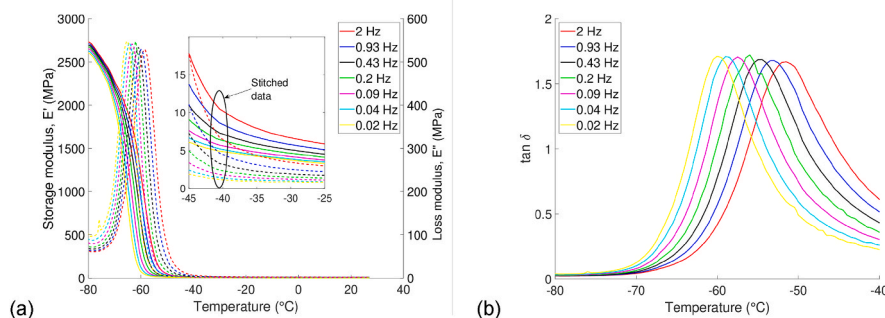 3000
2500
2000
1500
1000
500
0
Storage modulus, E' (MPa)
-80
-60
-40
-20
0
20
40
Temperature (°C)
600
500
400
300
200
100
0
Loss modulus, E" (MPa)
15
10
5
0
-45
-40
-35
-30
-25
Stitched
data
2 Hz
0.93 Hz
0.43 Hz
0.2 Hz
0.09 Hz
0.04 Hz
0.02 Hz
(a)
2
1.5
1
0.5
0
tan δ
-80
-70
-60
-50
-40
Temperature (°C)
2 Hz
0.93 Hz
0.43 Hz
0.2 Hz
0.09 Hz
0.04 Hz
0.02 Hz
(b)